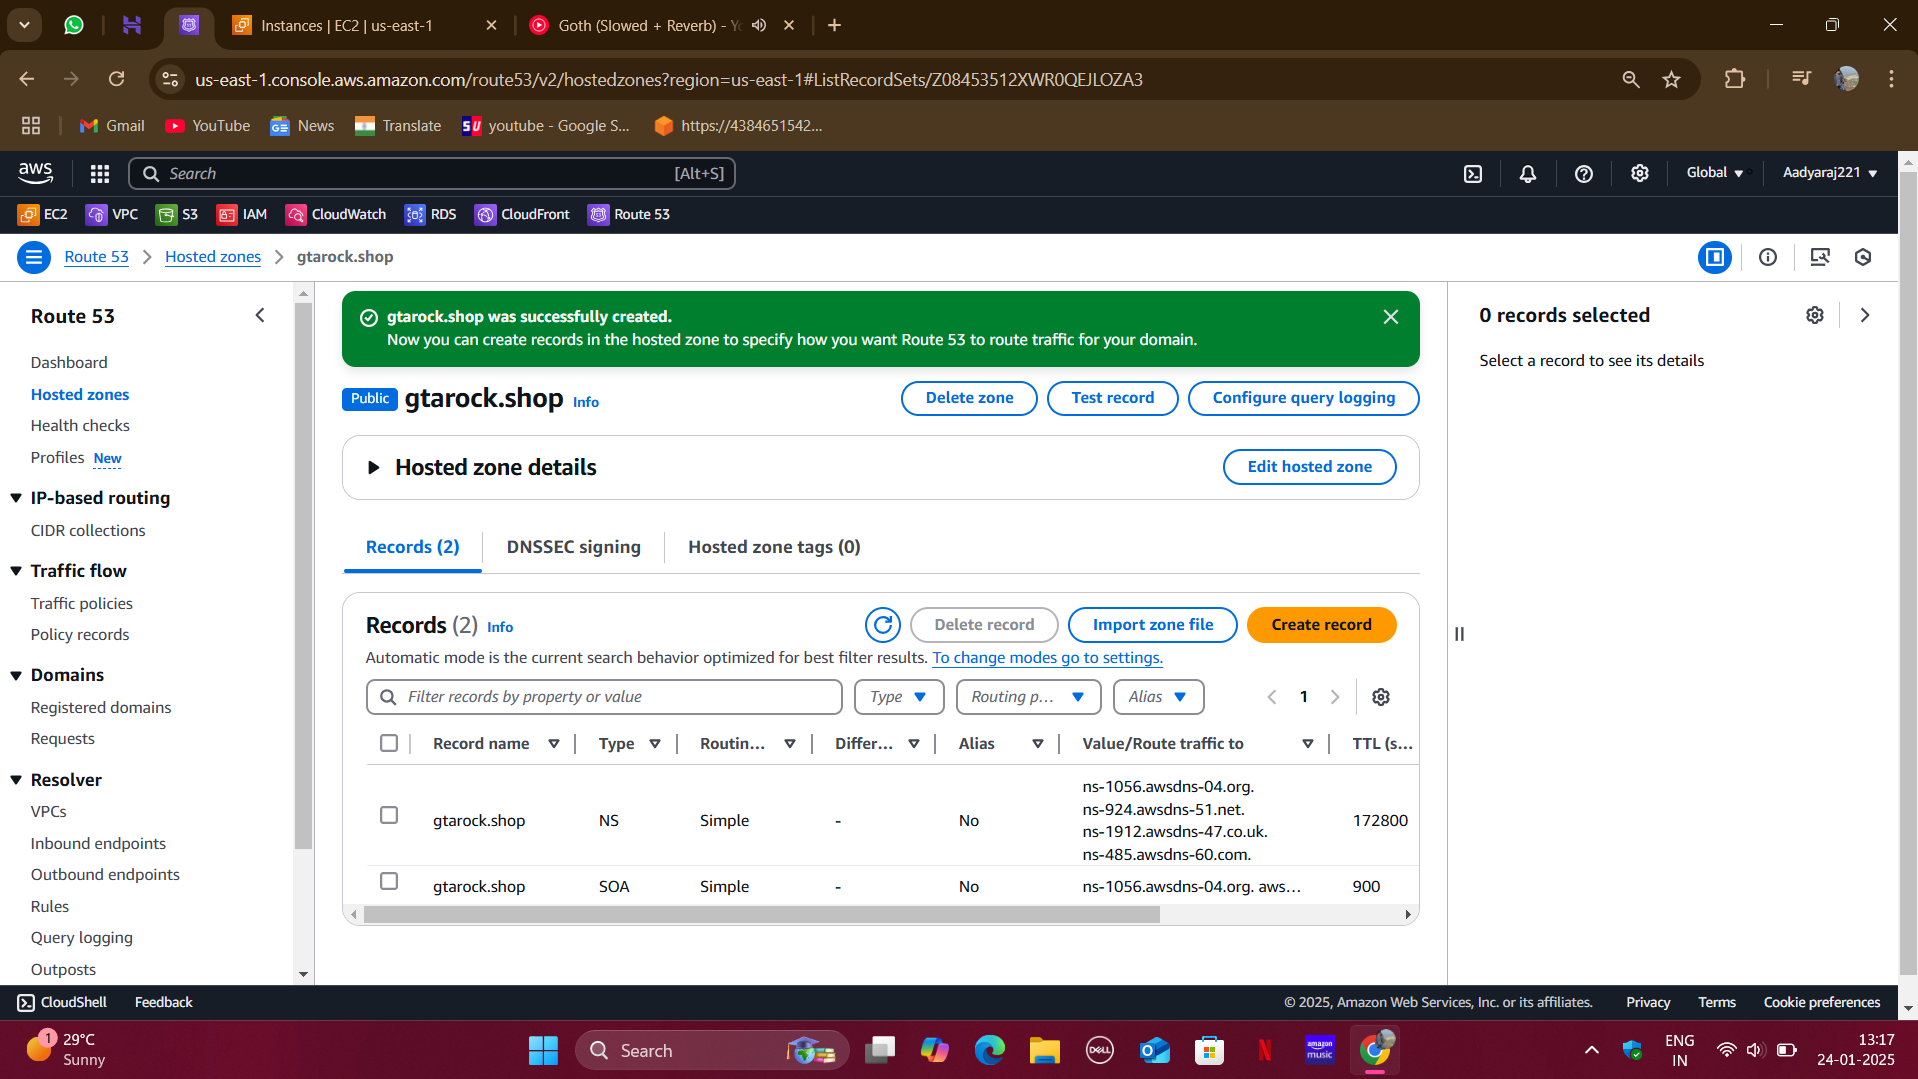 Instances | EC2 | us-east-1
Goth (Slowed + Reverb) - Yo
us-east-1.console.aws.amazon.com/route53/v2/hostedzones?region=us-east-1#ListRecordSets/Z08453512XWR0QEJLOZA3
Gmail YouTube News Translate SU youtube - Google S... https://4384651542...
aws Search [Alt+S] Global Aadyaraj221
EC2 VPC S3 IAM CloudWatch RDS CloudFront Route 53
Route 53 Hosted zones gtarock.shop
Route 53
Dashboard
Hosted zones
Health checks
Profiles New
IP-based routing
CIDR collections
Traffic flow
Traffic policies
Policy records
Domains
Registered domains
Requests
Resolver
VPCs
Inbound endpoints
Outbound endpoints
Rules
Query logging
Outposts
gtarock.shop was successfully created.
Now you can create records in the hosted zone to specify how you want Route 53 to route traffic for your domain.
Public gtarock.shop Info Delete zone Test record Configure query logging
Hosted zone details Edit hosted zone
Records (2) DNSSEC signing Hosted zone tags (0)
Records (2) Info Delete record Import zone file Create record
Automatic mode is the current search behavior optimized for best filter results. To change modes go to settings.
Filter records by property or value Type Routing p... Alias 1
Record name Type Routin... Differ... Alias Value/Route traffic to TTL (s...
gtarock.shop NS Simple - No ns-1056.awsdns-04.org.
ns-924.awsdns-51.net.
ns-1912.awsdns-47.co.uk.
ns-485.awsdns-60.com. 172800
gtarock.shop SOA Simple - No ns-1056.awsdns-04.org. aws... 900
0 records selected
Select a record to see its details
CloudShell Feedback © 2025, Amazon Web Services, Inc. or its affiliates. Privacy Terms Cookie preferences
1 29°C
Sunny
Search
DELL
N
amazon music
ENG
IN
13:17
24-01-2025